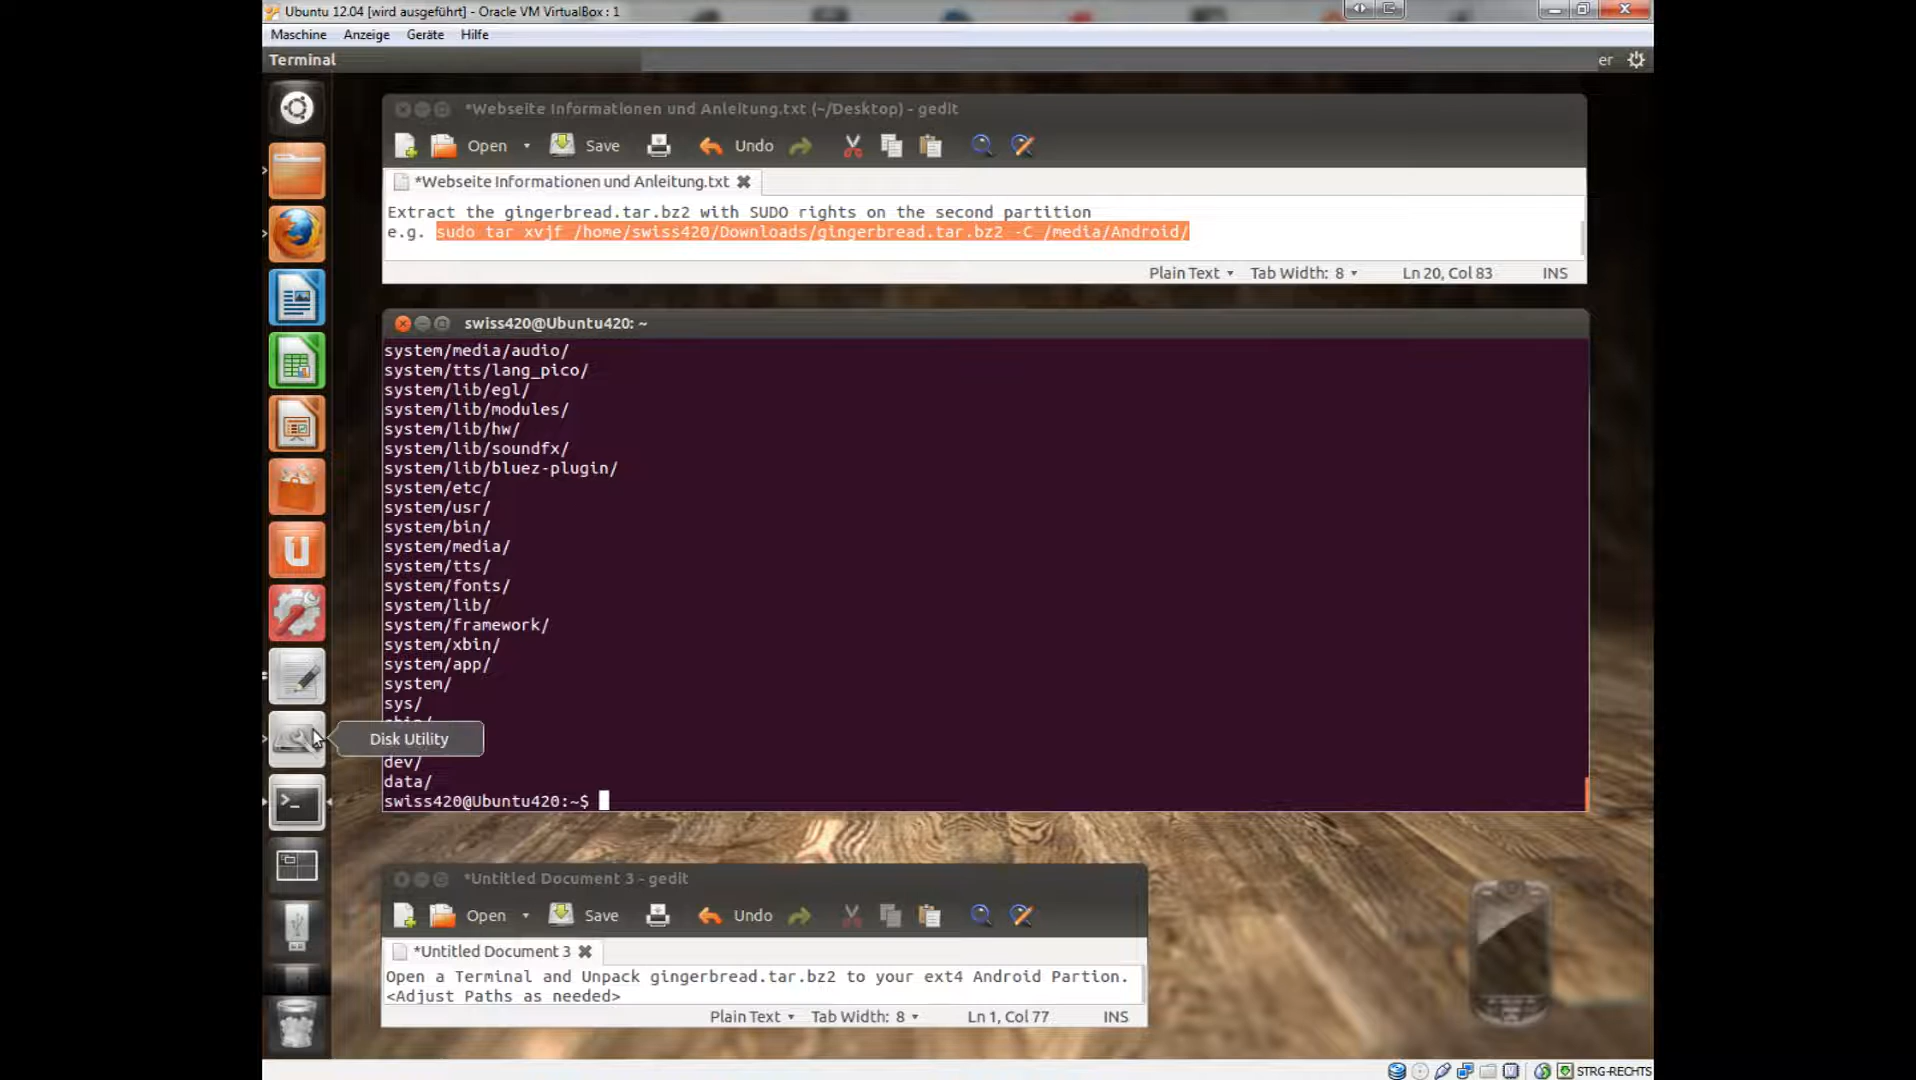 Ubuntu 12.04 [wird ausgeführt] - Oracle VM VirtualBox : 1
Maschine Anzeige Geräte Hilfe
Terminal er
*Webseite Informationen und Anleitung.txt (~/Desktop) - gedit
Open Save Undo
*Webseite Informationen und Anleitung.txt
Extract the gingerbread.tar.bz2 with SUDO rights on the second partition
e.g. sudo tar xvjf /home/swiss420/Downloads/gingerbread.tar.bz2 -C /media/Android/
Plain Text Tab Width: 8 Ln 20, Col 83 INS
swiss420@Ubuntu420: ~
system/media/audio/
system/tts/lang_pico/
system/lib/egl/
system/lib/modules/
system/lib/hw/
system/lib/soundfx/
system/lib/bluez-plugin/
system/etc/
system/usr/
system/bin/
system/media/
system/tts/
system/fonts/
system/lib/
system/framework/
system/xbin/
system/app/
system/
sys/
Disk Utility
dev/
data/
swiss420@Ubuntu420:~$
*Untitled Document 3 - gedit
Open Save Undo
*Untitled Document 3
Open a Terminal and Unpack gingerbread.tar.bz2 to your ext4 Android Partion.
<Adjust Paths as needed>
Plain Text Tab Width: 8 Ln 1, Col 77 INS
STRG-RECHTS